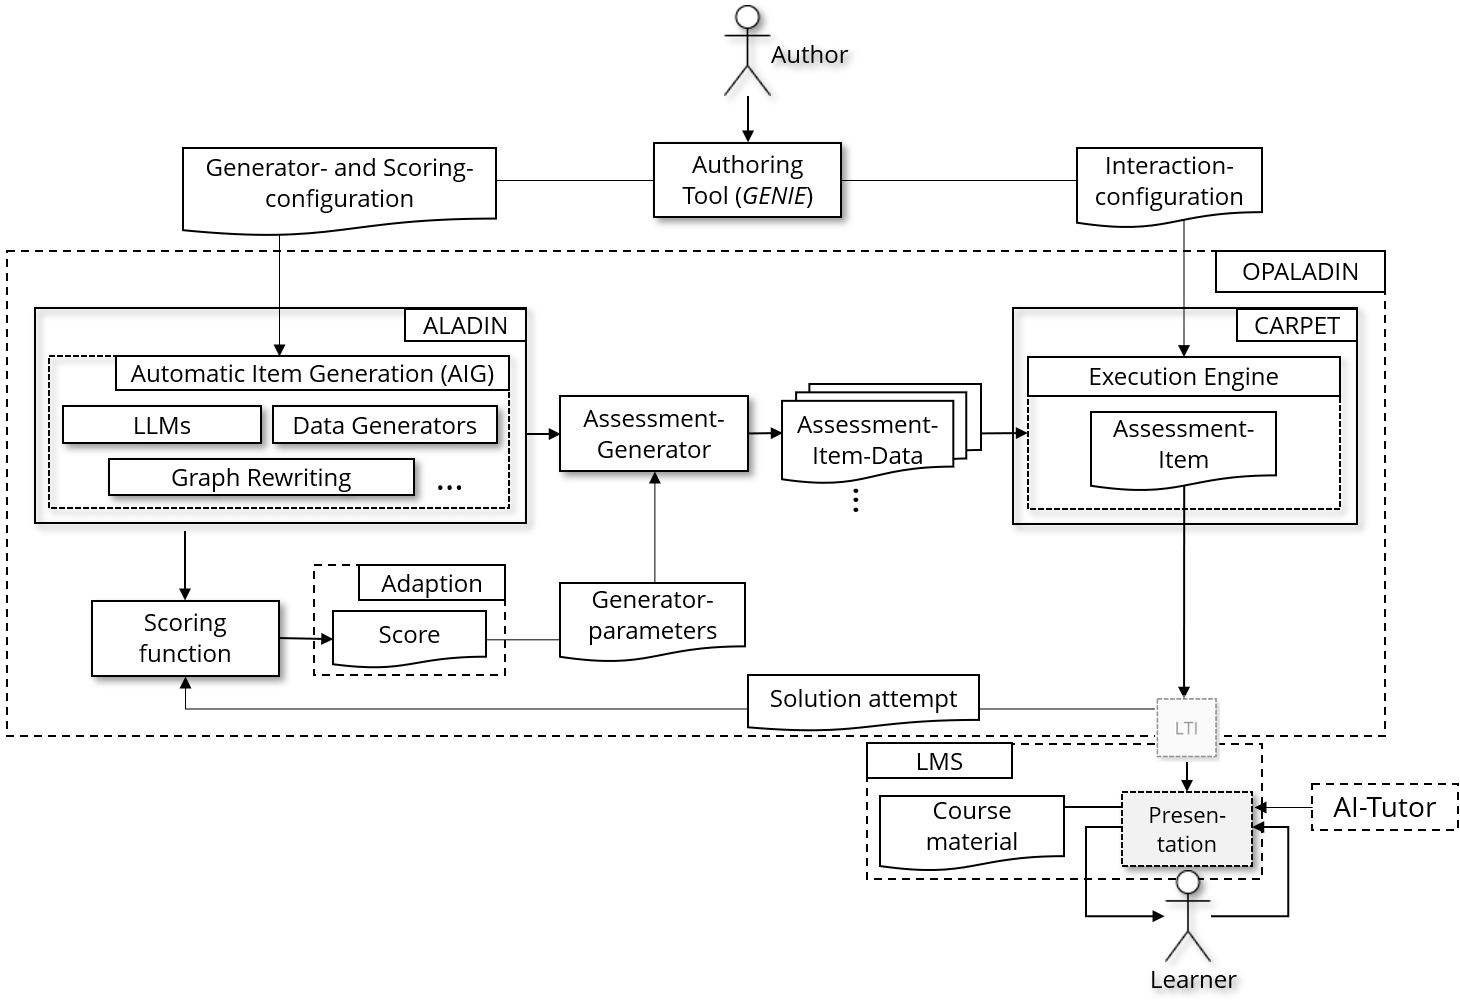 Author
Generator- and Scoring-
configuration
Authoring
Tool (GENIE)
Interaction-
configuration
OPALADIN
ALADIN
CARPET
Automatic Item Generation (AIG)
Execution Engine
LLMs
Data Generators
Graph Rewriting
...
Assessment-
Generator
Assessment-
Item-Data
Assessment-
Item
Adaption
Scoring
function
Score
Generator-
parameters
Solution attempt
LTI
LMS
Course
material
Presen-
tation
AI-Tutor
Learner